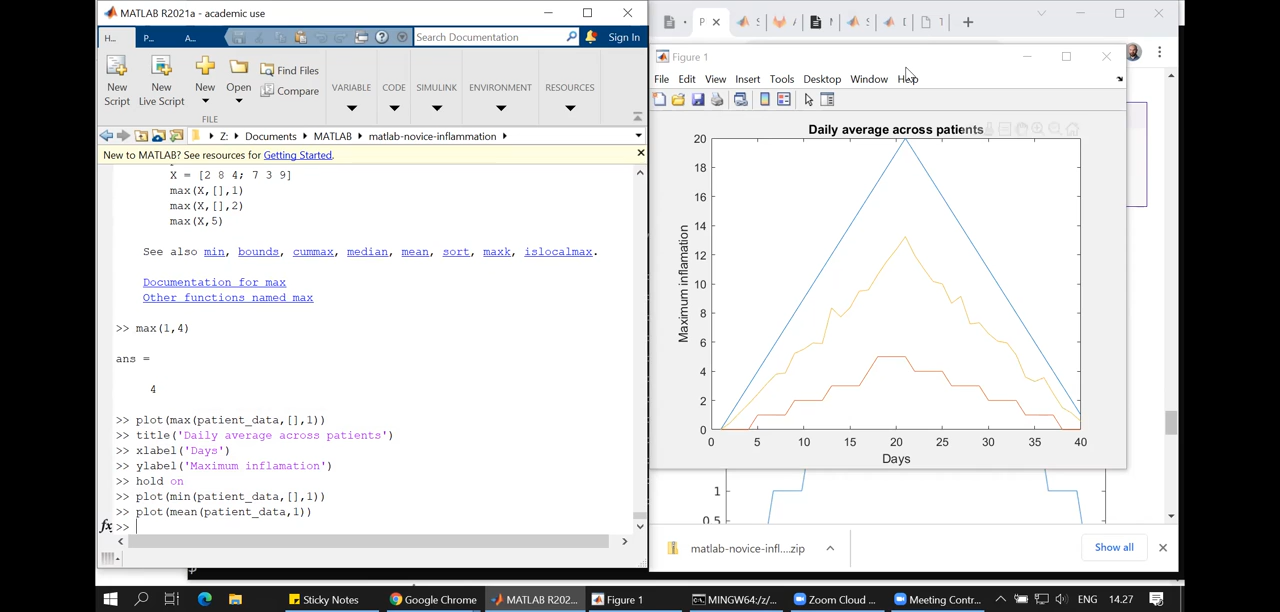 MATLAB R2021a - academic use
H...
P...
A...
Search Documentation
Sign In
New Script
New Live Script
New
Open
Find Files
Compare
FILE
VARIABLE
CODE
SIMULINK
ENVIRONMENT
RESOURCES
Z: Documents MATLAB matlab-novice-inflammation
New to MATLAB? See resources for Getting Started.
X = [2 8 4; 7 3 9]
max(X,[],1)
max(X,[],2)
max(X,5)
See also min, bounds, cummax, median, mean, sort, maxk, islocalmax.
Documentation for max
Other functions named max
>> max(1,4)
ans =
4
>> plot(max(patient_data,[],1))
>> title('Daily average across patients')
>> xlabel('Days')
>> ylabel('Maximum inflamation')
>> hold on
>> plot(min(patient_data,[],1))
>> plot(mean(patient_data,1))
fx >>
P
Figure 1
File Edit View Insert Tools Desktop Window Help
Daily average across patients
Maximum inflamation
20
18
16
14
12
10
8
6
4
2
0
0 5 10 15 20 25 30 35 40
Days
1
0.5
matlab-novice-infl....zip
Show all
Sticky Notes
Google Chrome
MATLAB R202...
Figure 1
MINGW64:/z/...
Zoom Cloud ...
Meeting Contr...
ENG
14.27